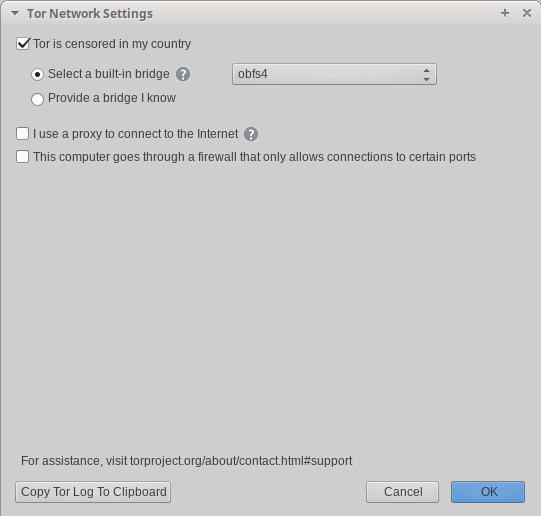 Tor Network Settings
Tor is censored in my country
Select a built-in bridge ? obfs4
Provide a bridge I know
I use a proxy to connect to the Internet ?
This computer goes through a firewall that only allows connections to certain ports
For assistance, visit torproject.org/about/contact.html#support
Copy Tor Log To Clipboard Cancel OK